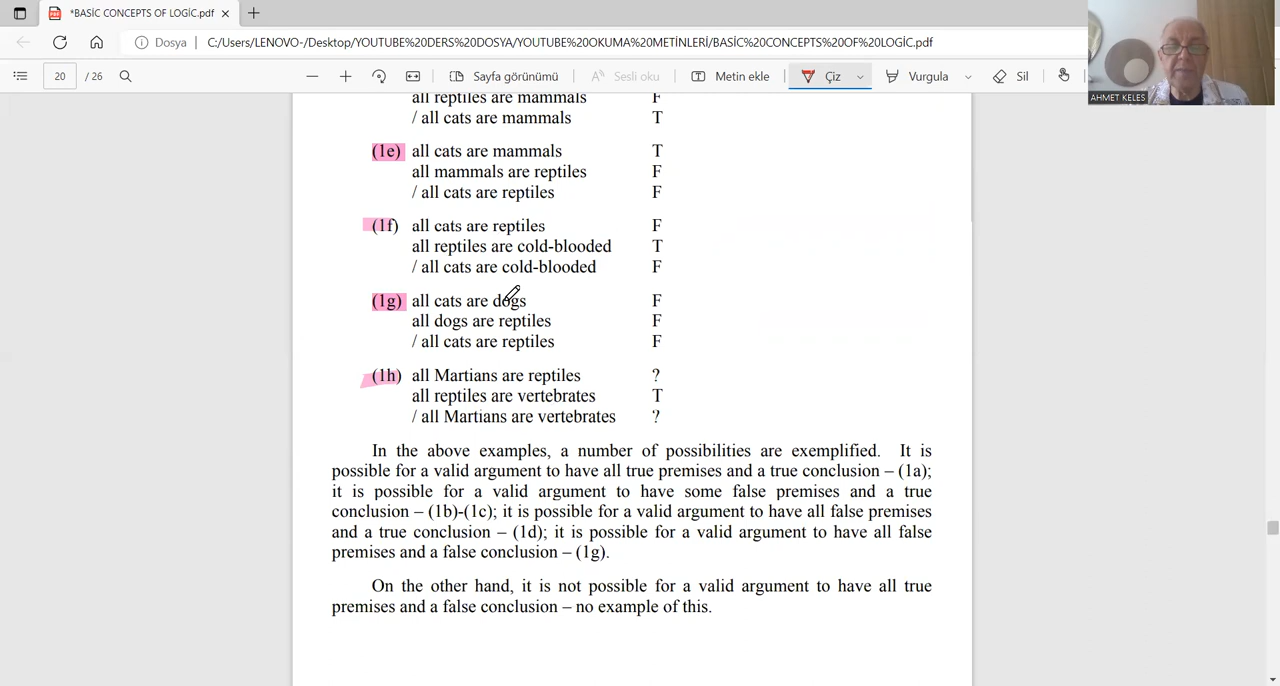 *BASİC CONCEPTS OF LOGİC.pdf
Dosya C:/Users/LENOVO-/Desktop/YOUTUBE%20DERS%20DOSYA/YOUTUBE%20OKUMA%20METİNLERİ/BASİC%20CONCEPTS%20OF%20LOGİC.pdf
20 / 26 Sayfa görünümü Sesli oku Metin ekle Çiz Vurgula Sil
AHMET KELES
all reptiles are mammals F
/ all cats are mammals T
(1e) all cats are mammals T
all mammals are reptiles F
/ all cats are reptiles F
(1f) all cats are reptiles F
all reptiles are cold-blooded T
/ all cats are cold-blooded F
(1g) all cats are dogs F
all dogs are reptiles F
/ all cats are reptiles F
(1h) all Martians are reptiles ?
all reptiles are vertebrates T
/ all Martians are vertebrates ?
In the above examples, a number of possibilities are exemplified. It is
possible for a valid argument to have all true premises and a true conclusion – (1a);
it is possible for a valid argument to have some false premises and a true
conclusion – (1b)-(1c); it is possible for a valid argument to have all false premises
and a true conclusion – (1d); it is possible for a valid argument to have all false
premises and a false conclusion – (1g).
On the other hand, it is not possible for a valid argument to have all true
premises and a false conclusion – no example of this.